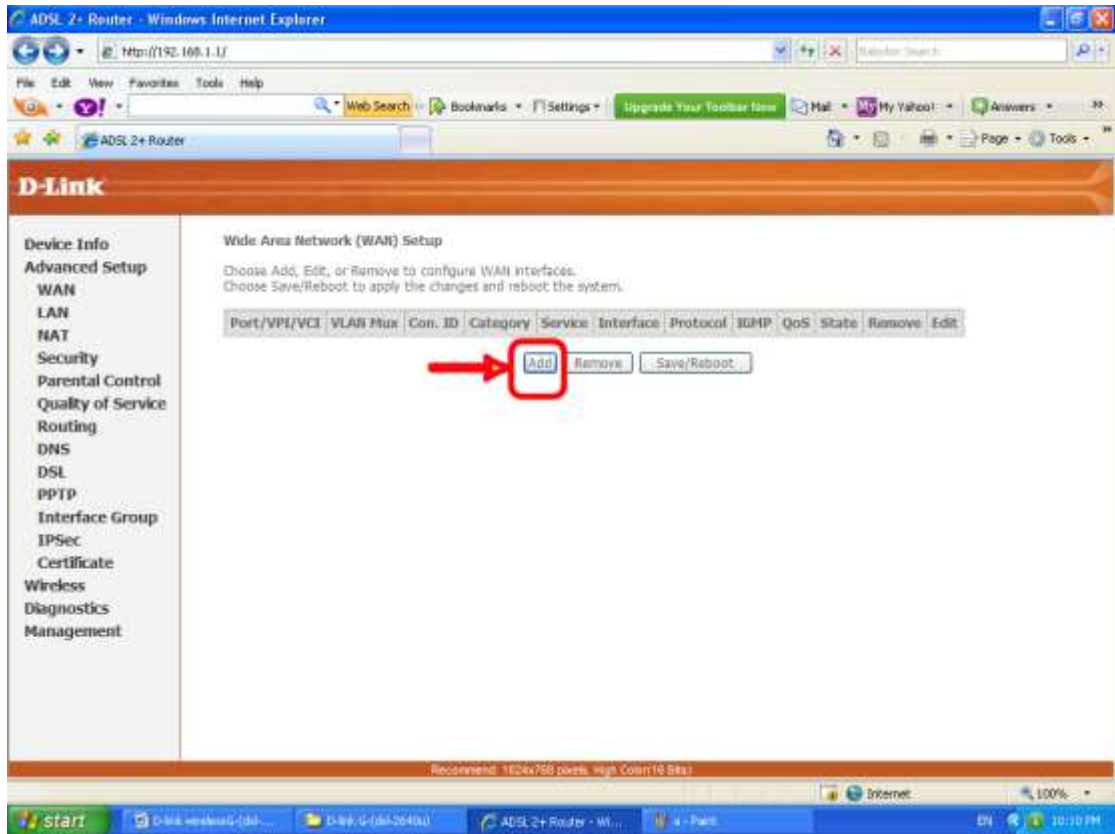 ADSL 2+ Router - Windows Internet Explorer
http://192.168.1.1/
File Edit View Favorites Tools Help
Web Search Bookmarks Settings Upgrade Your Toolbar Now Mail My Yahoo! Answers
ADSL 2+ Router Page Tools
D-Link
Device Info
Advanced Setup
WAN
LAN
NAT
Security
Parental Control
Quality of Service
Routing
DNS
DSL
PPTP
Interface Group
IPSec
Certificate
Wireless
Diagnostics
Management
Wide Area Network (WAN) Setup
Choose Add, Edit, or Remove to configure WAN interfaces.
Choose Save/Reboot to apply the changes and reboot the system.
Port/VPI/VCI VLAN Mux Con. ID Category Service Interface Protocol IGMP QoS State Remove Edit
Add Remove Save/Reboot
Recommend: 1024x768 pixels, High Color(16 Bits)
Internet 100%
start D-link wirelessG-(dsl-... D-link G-(dsl-2640u) ADSL 2+ Router - Wi... a - Paint EN 10:10 PM